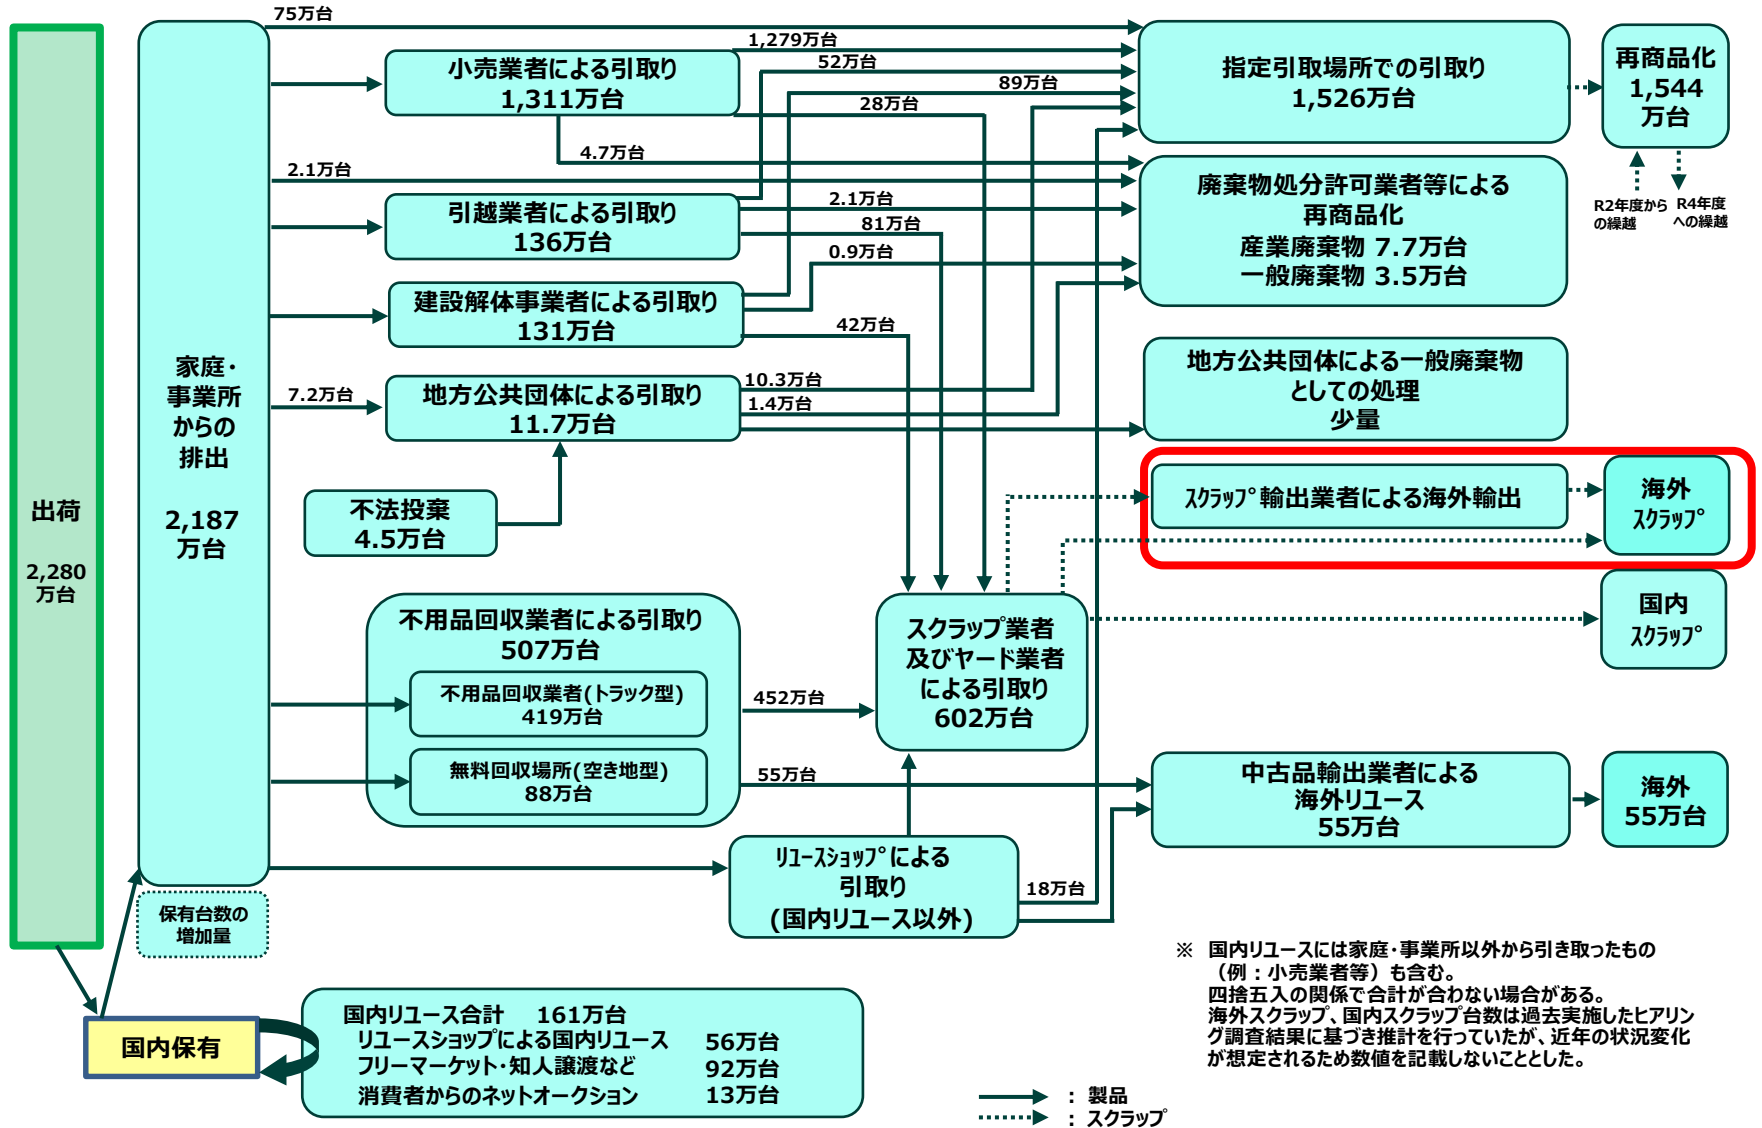 出荷
2,280
万台
家庭・
事業所
からの
排出
2,187
万台
保有台数の
増加量
国内保有
75万台
小売業者による引取り
1,311万台
1,279万台
52万台
89万台
28万台
4.7万台
2.1万台
引越業者による引取り
136万台
2.1万台
81万台
0.9万台
建設解体事業者による引取り
131万台
42万台
7.2万台
地方公共団体による引取り
11.7万台
10.3万台
1.4万台
不法投棄
4.5万台
不用品回収業者による引取り
507万台
不用品回収業者(トラック型)
419万台
無料回収場所(空き地型)
88万台
452万台
55万台
スクラップ業者
及びヤード業者
による引取り
602万台
リユースショップによる
引取り
(国内リユース以外)
18万台
指定引取場所での引取り
1,526万台
再商品化
1,544
万台
R2年度から
の繰越
R4年度
への繰越
廃棄物処分許可業者等による
再商品化
産業廃棄物 7.7万台
一般廃棄物 3.5万台
地方公共団体による一般廃棄物
としての処理
少量
スクラップ輸出業者による海外輸出
海外
スクラップ
国内
スクラップ
中古品輸出業者による
海外リユース
55万台
海外
55万台
国内リユース合計 161万台
リユースショップによる国内リユース 56万台
フリーマーケット・知人譲渡など 92万台
消費者からのネットオークション 13万台
※ 国内リユースには家庭・事業所以外から引き取ったもの
（例：小売業者等）も含む。
四捨五入の関係で合計が合わない場合がある。
海外スクラップ、国内スクラップ台数は過去実施したヒアリン
グ調査結果に基づき推計を行っていたが、近年の状況変化
が想定されるため数値を記載しないこととした。
：製品
：スクラップ